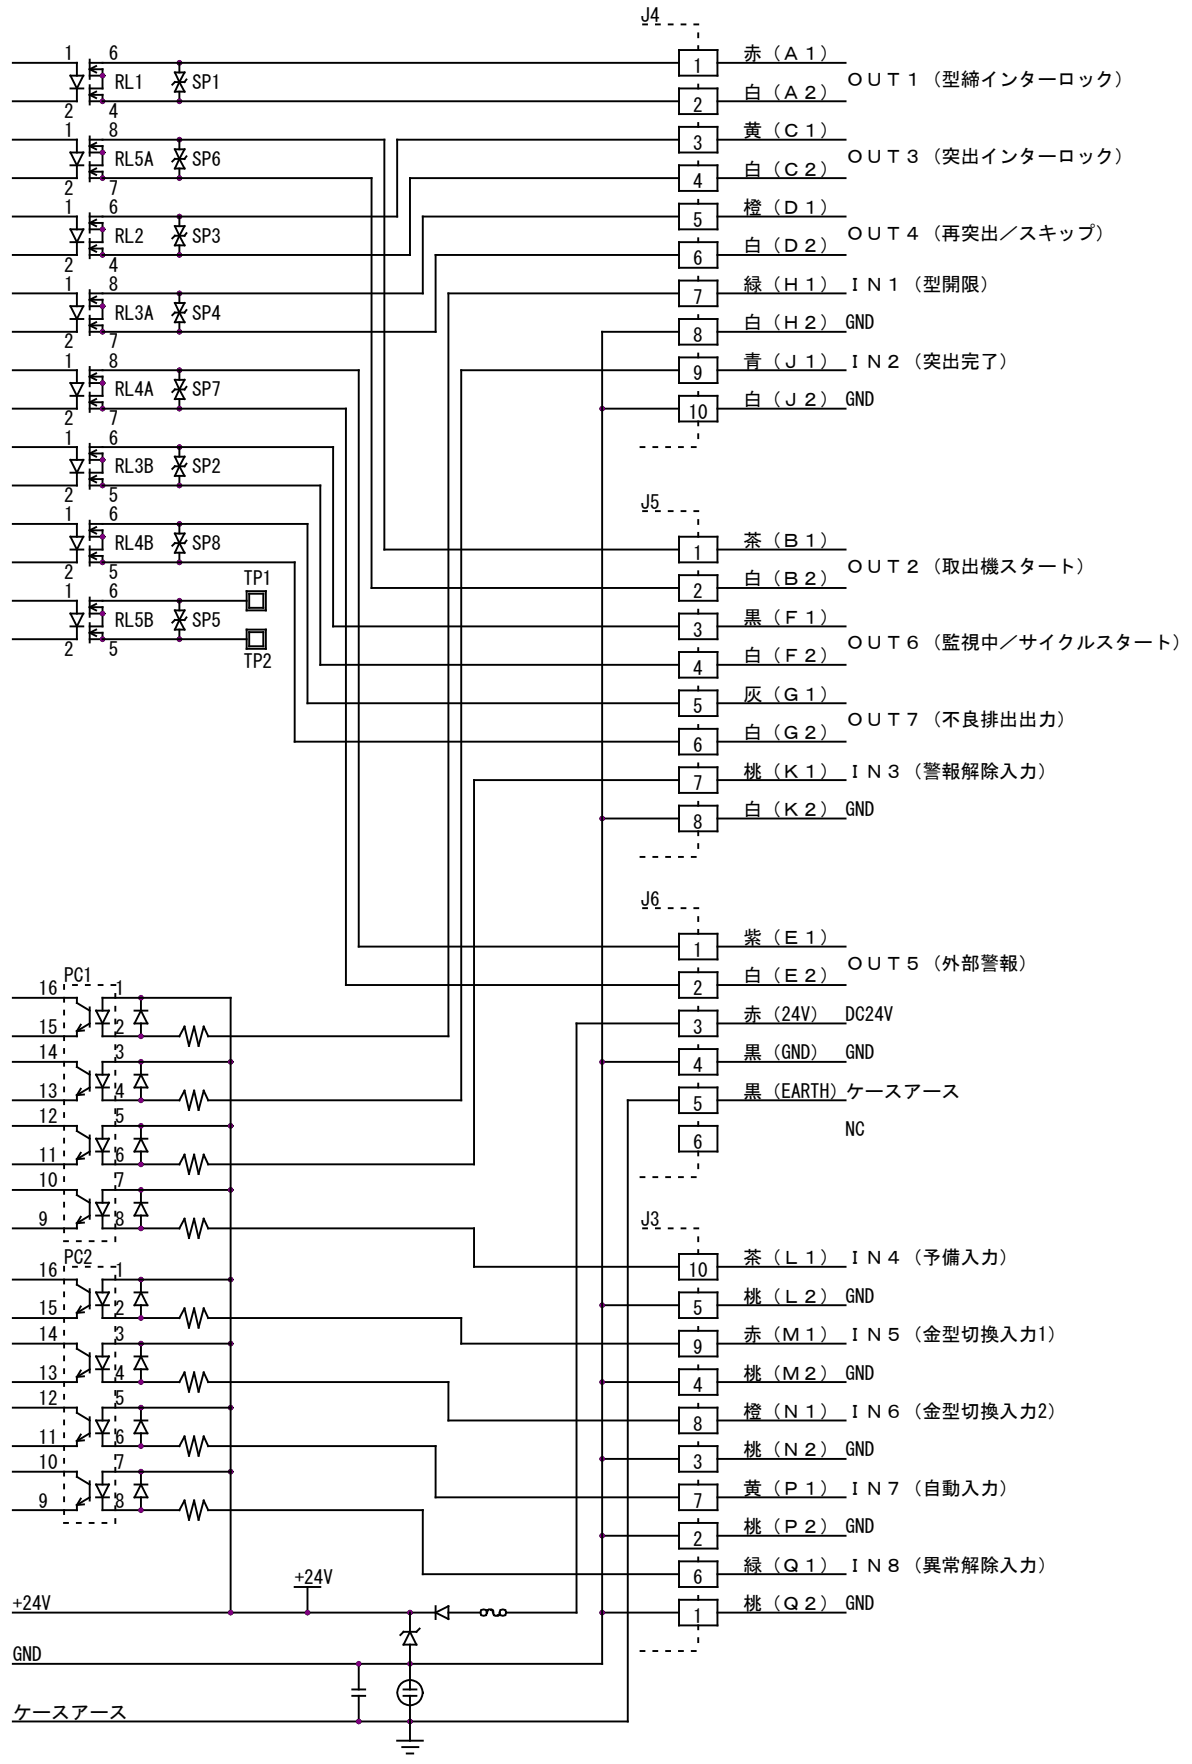 J4
1 6 RL1 SP1 2 4
1 赤（A1）
OUT1（型締インターロック）
2 白（A2）
1 8 RL5A SP6 2 7
3 黄（C1）
OUT3（突出インターロック）
4 白（C2）
1 6 RL2 SP3 2 4
5 橙（D1）
OUT4（再突出／スキップ）
6 白（D2）
1 8 RL3A SP4 2 7
7 緑（H1） IN1（型開限）
8 白（H2） GND
1 8 RL4A SP7 2 7
9 青（J1） IN2（突出完了）
10 白（J2） GND
1 6 RL3B SP2 2 5
J5
1 6 RL4B SP8 2 5
1 茶（B1）
OUT2（取出機スタート）
2 白（B2）
1 6 RL5B SP5 2 5
TP1
TP2
3 黒（F1）
OUT6（監視中／サイクルスタート）
4 白（F2）
5 灰（G1）
OUT7（不良排出出力）
6 白（G2）
7 桃（K1） IN3（警報解除入力）
8 白（K2） GND
J6
1 紫（E1）
OUT5（外部警報）
2 白（E2）
3 赤（24V） DC24V
4 黒（GND） GND
5 黒（EARTH）ケースアース
6 NC
PC1
16 1
15 2
14 3
13 4
12 5
11 6
10 7
9 8
J3
10 茶（L1） IN4（予備入力）
5 桃（L2） GND
9 赤（M1） IN5（金型切換入力1）
4 桃（M2） GND
8 橙（N1） IN6（金型切換入力2）
3 桃（N2） GND
7 黄（P1） IN7（自動入力）
2 桃（P2） GND
6 緑（Q1） IN8（異常解除入力）
1 桃（Q2） GND
PC2
16 1
15 2
14 3
13 4
12 5
11 6
10 7
9 8
+24V
+24V
GND
ケースアース